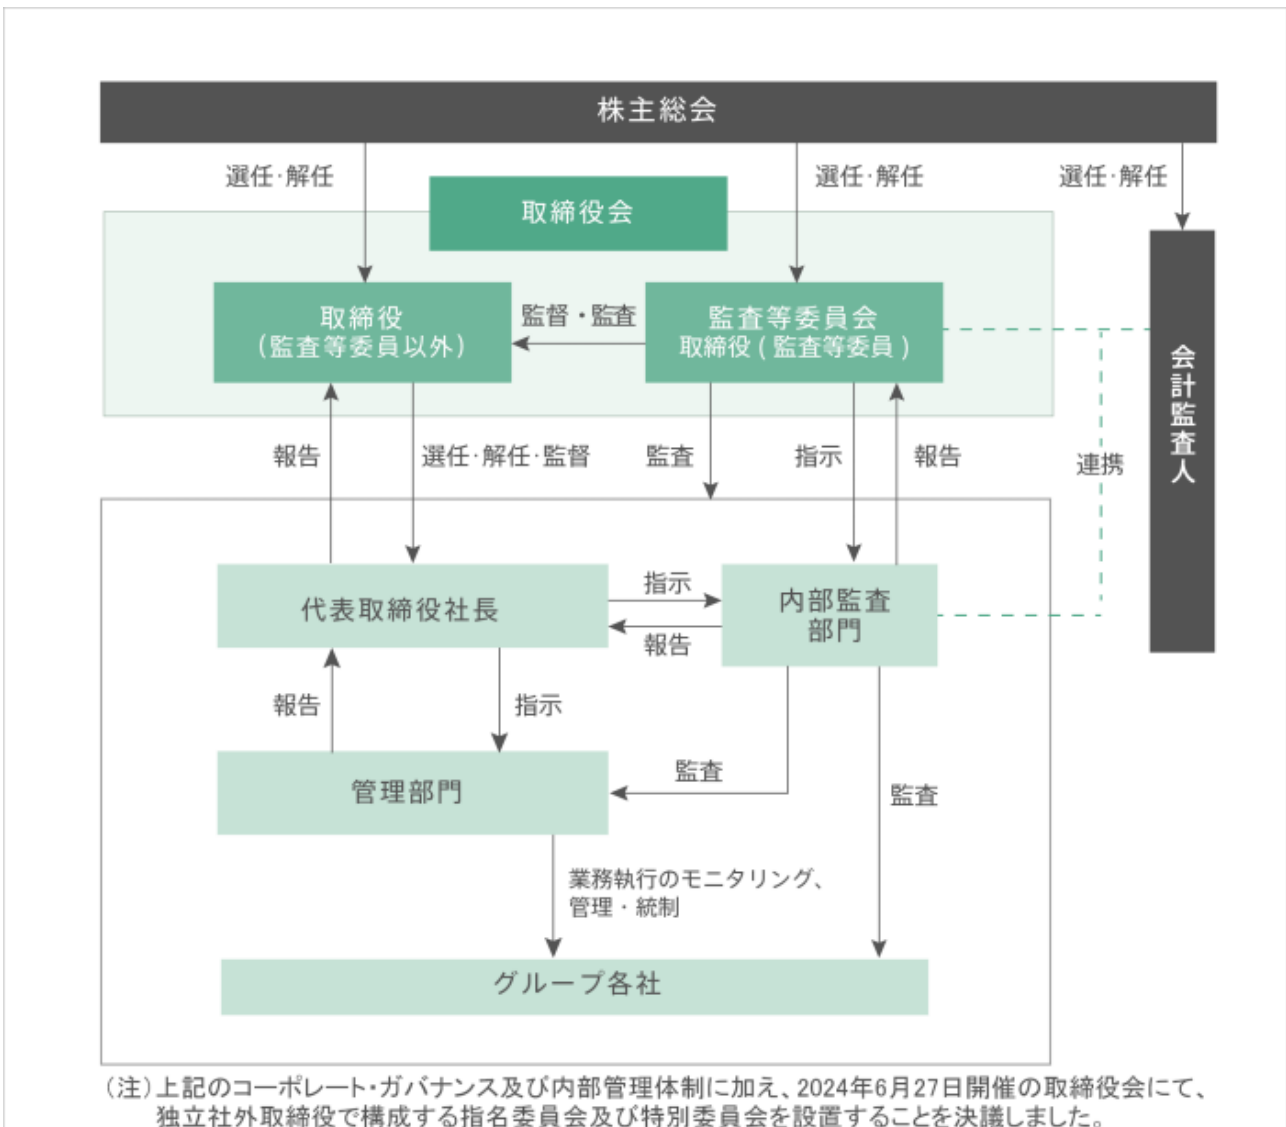 株主総会
選任・解任
選任・解任
選任・解任
取締役会
取締役
（監査等委員以外）
監督・監査
監査等委員会
取締役（監査等委員）
会計監査人
報告
選任・解任・監督
監査
指示
報告
連携
代表取締役社長
指示
報告
内部監査
部門
報告
指示
管理部門
監査
監査
業務執行のモニタリング、
管理・統制
グループ各社
（注）上記のコーポレート・ガバナンス及び内部管理体制に加え、2024年6月27日開催の取締役会にて、
独立社外取締役で構成する指名委員会及び特別委員会を設置することを決議しました。